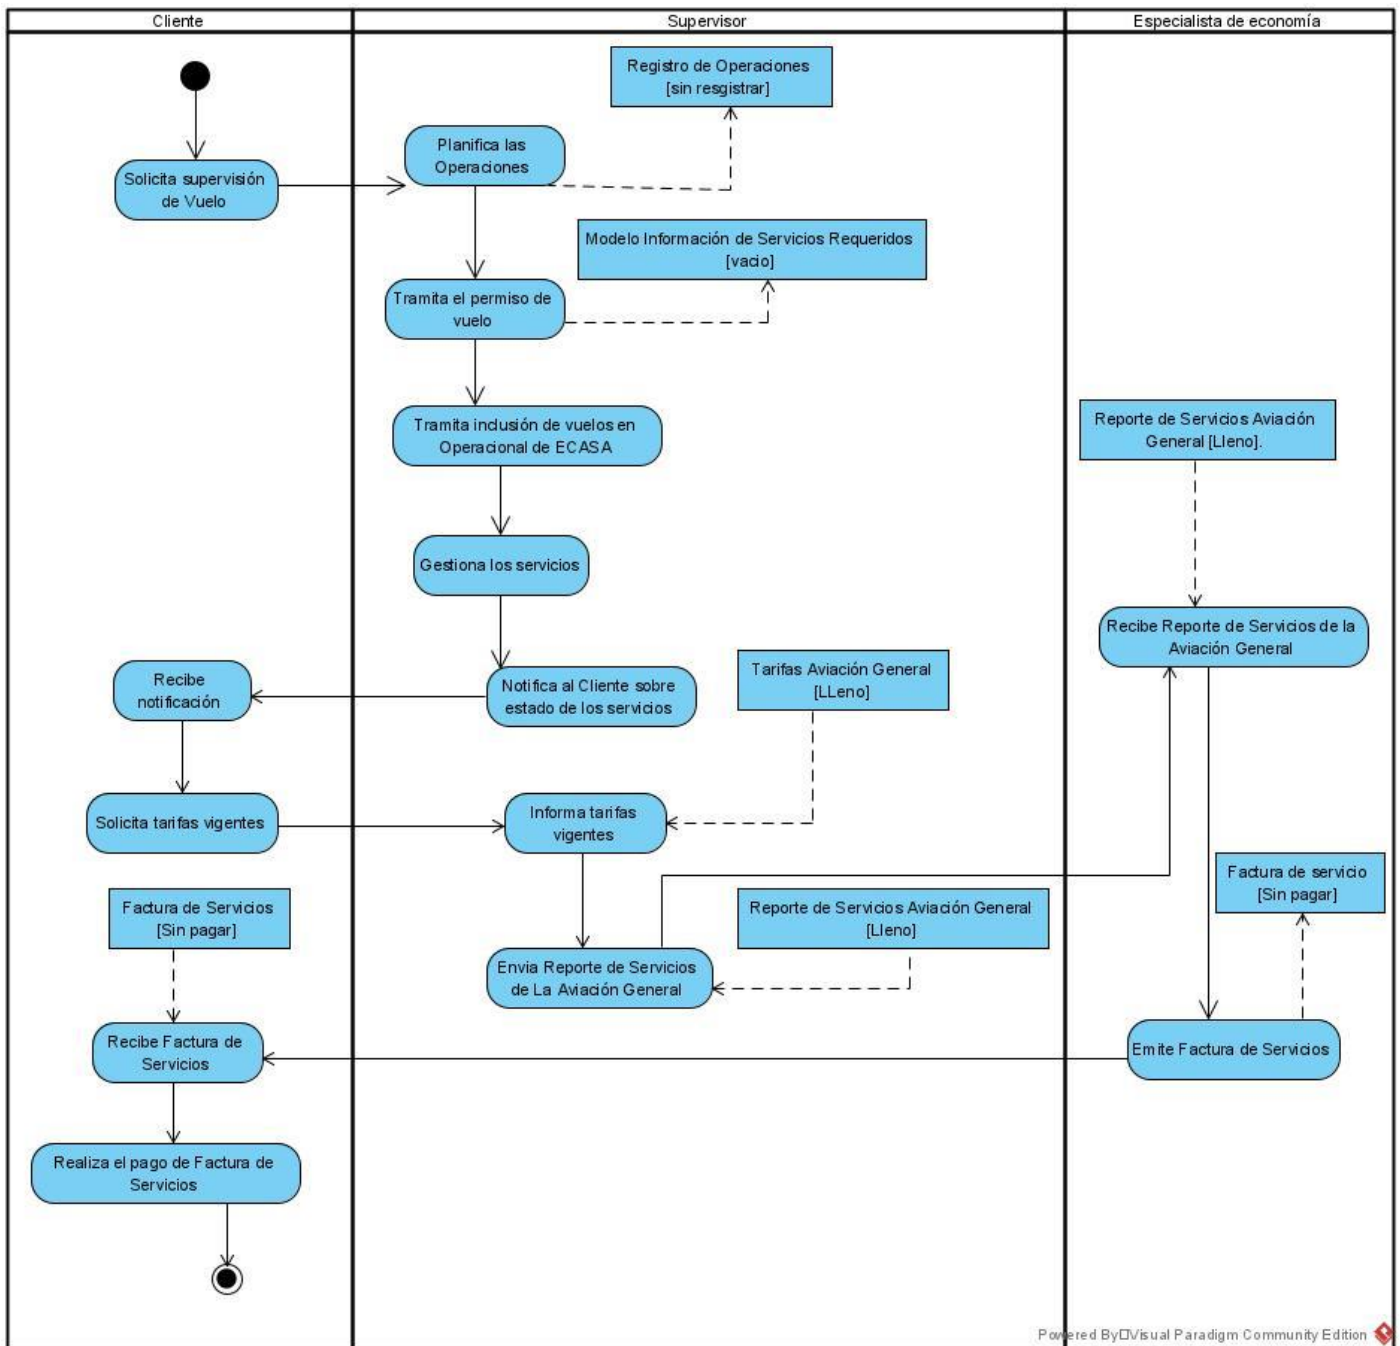 Cliente
Supervisor
Especialista de economía
Registro de Operaciones
[sin resgistrar]
Planifica las
Operaciones
Solicita supervisión
de Vuelo
Modelo Información de Servicios Requeridos
[vacio]
Tramita el permiso de
vuelo
Tramita inclusión de vuelos en
Operacional de ECASA
Reporte de Servicios Aviación
General [Lleno].
Gestiona los servicios
Recibe Reporte de Servicios de la
Aviación General
Recibe
notificación
Notifica al Cliente sobre
estado de los servicios
Tarifas Aviación General
[LLeno]
Solicita tarifas vigentes
Informa tarifas
vigentes
Factura de servicio
[Sin pagar]
Factura de Servicios
[Sin pagar]
Reporte de Servicios Aviación General
[Lleno]
Envia Reporte de Servicios
de La Aviación General
Recibe Factura de
Servicios
Emite Factura de Servicios
Realiza el pago de Factura de
Servicios
Powered By□Visual Paradigm Community Edition